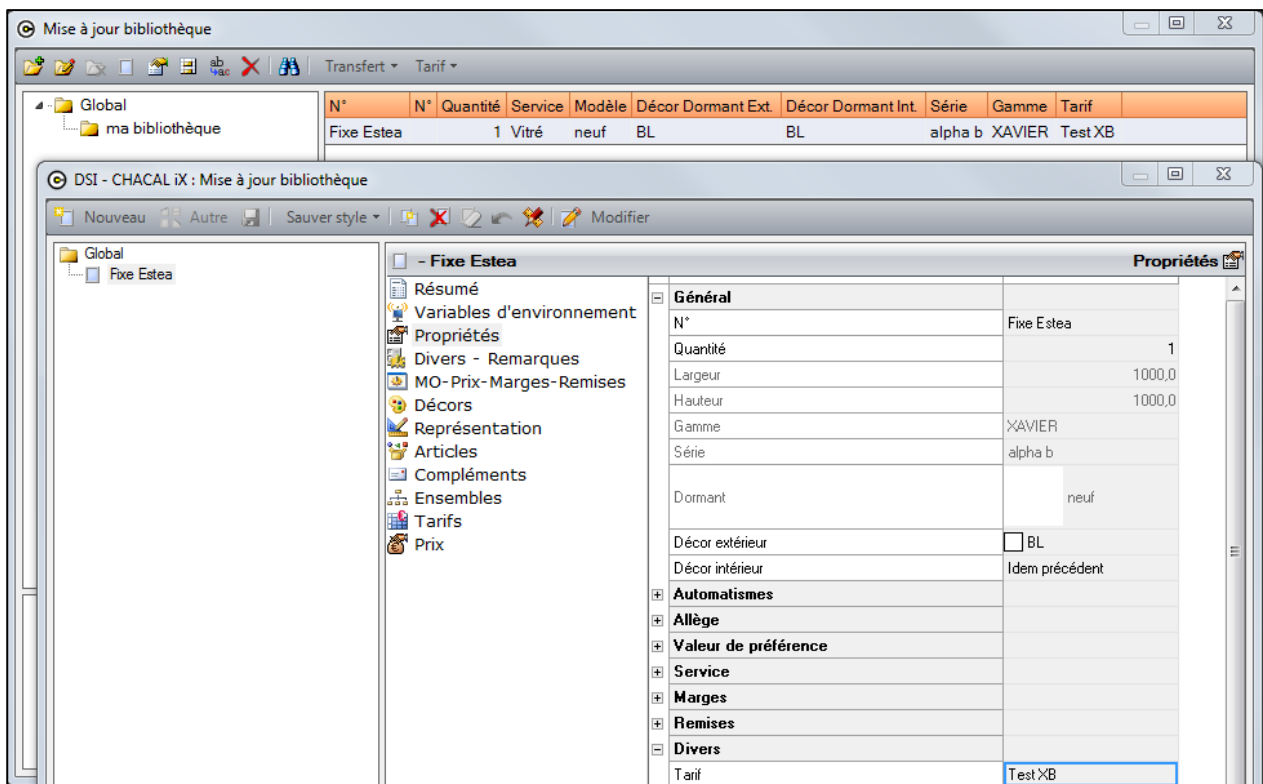 Mise à jour bibliothèque
Transfert Tarif
Global
ma bibliothèque
N° N° Quantité Service Modèle Décor Dormant Ext. Décor Dormant Int. Série Gamme Tarif
Fixe Estea 1 Vitré neuf BL BL alpha b XAVIER Test XB
DSI - CHACAL iX : Mise à jour bibliothèque
Nouveau Autre Sauver style Modifier
Global
Fixe Estea
- Fixe Estea Propriétés
Résumé
Variables d'environnement
Propriétés
Divers - Remarques
MO-Prix-Marges-Remises
Décors
Représentation
Articles
Compléments
Ensembles
Tarifs
Prix
Général
N° Fixe Estea
Quantité 1
Largeur 1000,0
Hauteur 1000,0
Gamme XAVIER
Série alpha b
Dormant neuf
Décor extérieur BL
Décor intérieur Idem précédent
Automatismes
Allège
Valeur de préférence
Service
Marges
Remises
Divers
Tarif Test XB